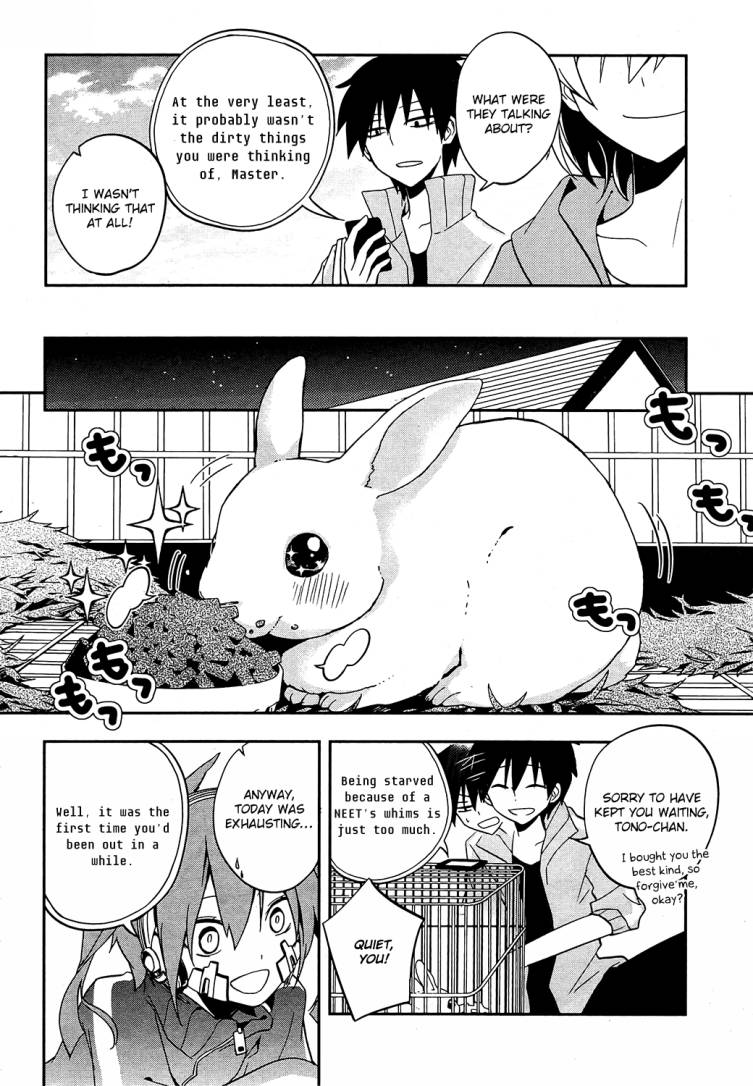 WHAT WERE
THEY TALKING
ABOUT?
At the very least,
it probably wasn't
the dirty things
you were thinking
of, Master.
I WASN'T
THINKING THAT
AT ALL!
もっ
もっ
もっ
もっ
もっ
もっ
SORRY TO HAVE
KEPT YOU WAITING,
TONO-CHAN.
I bought you the
best kind, so
forgive me,
okay?
Being starved
because of a
NEET's whims is
just too much.
QUIET,
YOU!
ANYWAY,
TODAY WAS
EXHAUSTING...
Well, it was the
first time you'd
been out in a
while.